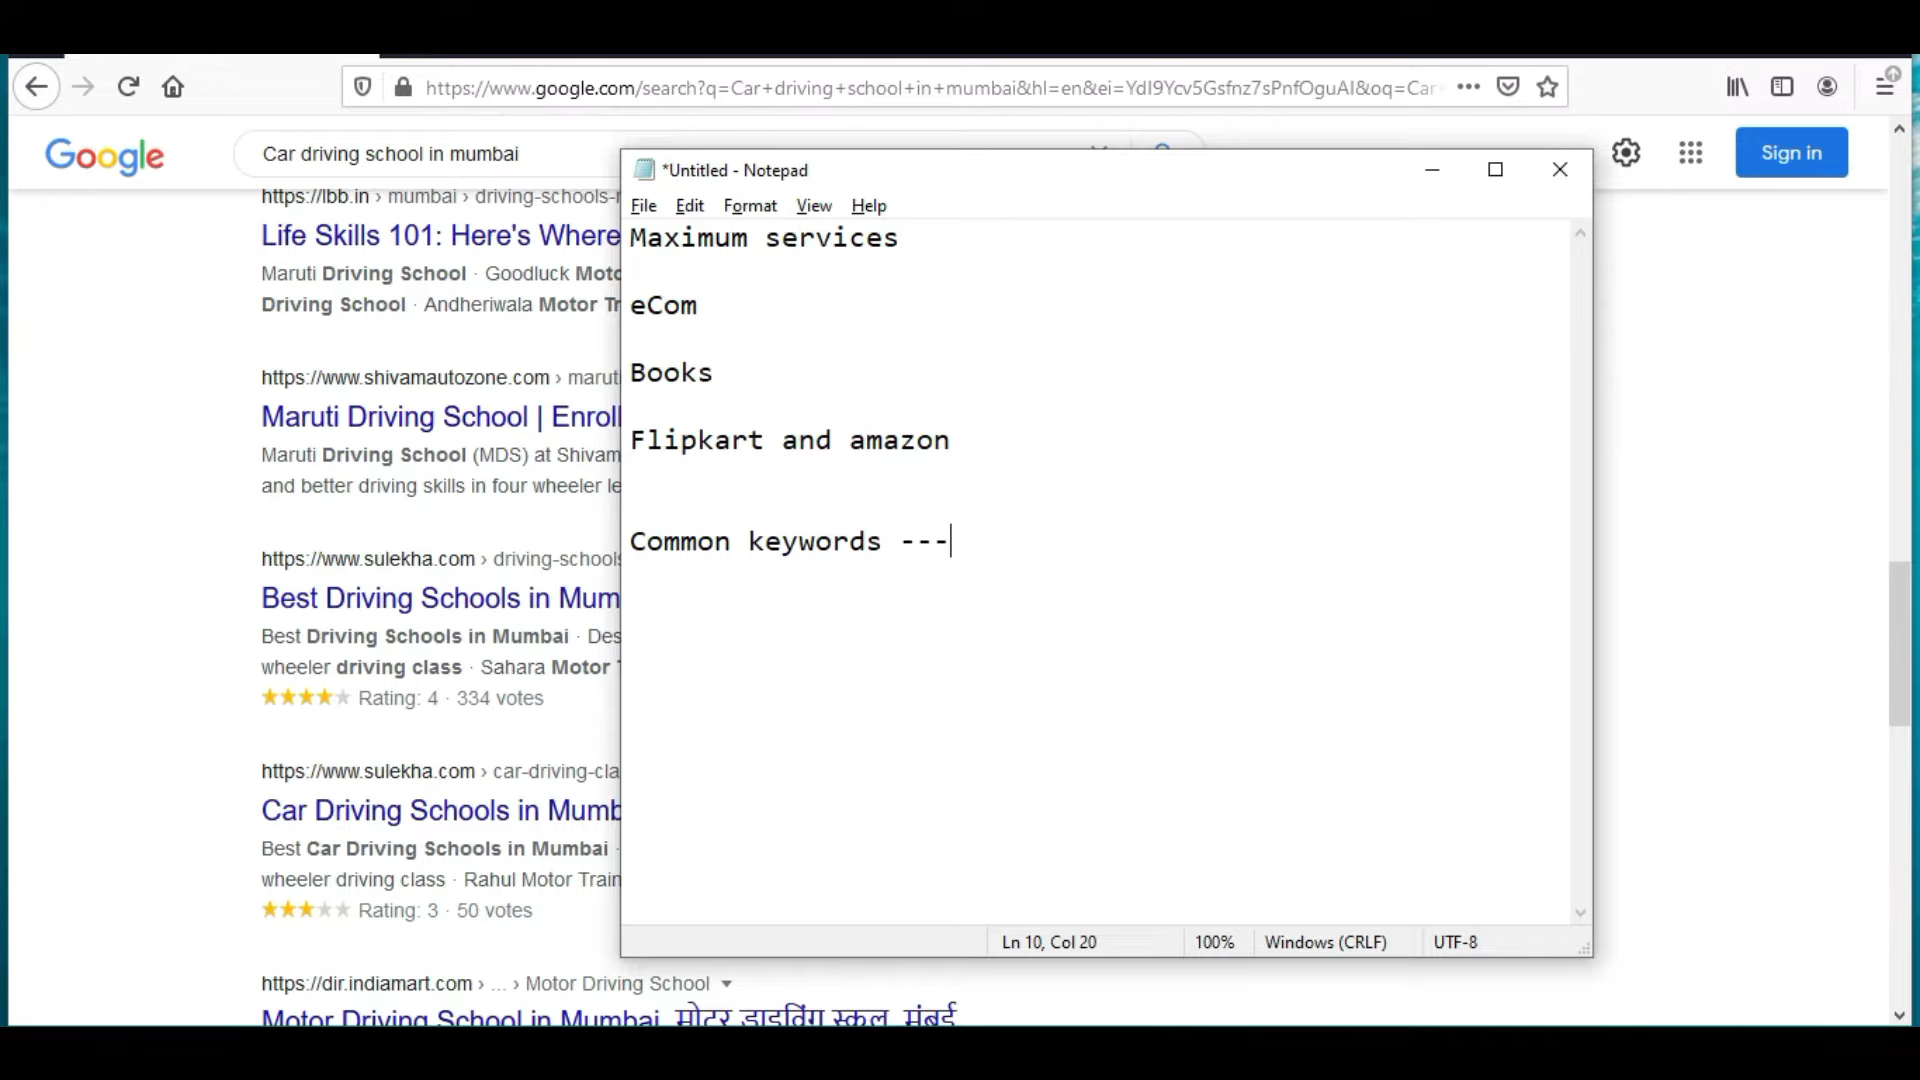 https://www.google.com/search?q=Car+driving+school+in+mumbai&hl=en&ei=YdI9Ycv5Gsfnz7sPnfOguAI&oq=Car
Google
Car driving school in mumbai
Sign in
https://lbb.in › mumbai › driving-schools-
Life Skills 101: Here's Where
Maruti Driving School · Goodluck
Driving School · Andheriwala Motor
https://www.shivamautozone.com › marut
Maruti Driving School | Enroll
Maruti Driving School (MDS) at Shivam
and better driving skills in four wheeler
https://www.sulekha.com › driving-schools
Best Driving Schools in Mum
Best Driving Schools in Mumbai · Des
wheeler driving class · Sahara Motor
Rating: 4 · 334 votes
https://www.sulekha.com › car-driving-cla
Car Driving Schools in Mumb
Best Car Driving Schools in Mumbai ·
wheeler driving class · Rahul Motor Train
Rating: 3 · 50 votes
https://dir.indiamart.com › ... › Motor Driving School
Motor Driving School in Mumbai, मोटर ड्राइविंग स्कूल, मुंबई
*Untitled - Notepad
File Edit Format View Help
Maximum services
eCom
Books
Flipkart and amazon
Common keywords ---
Ln 10, Col 20
100%
Windows (CRLF)
UTF-8